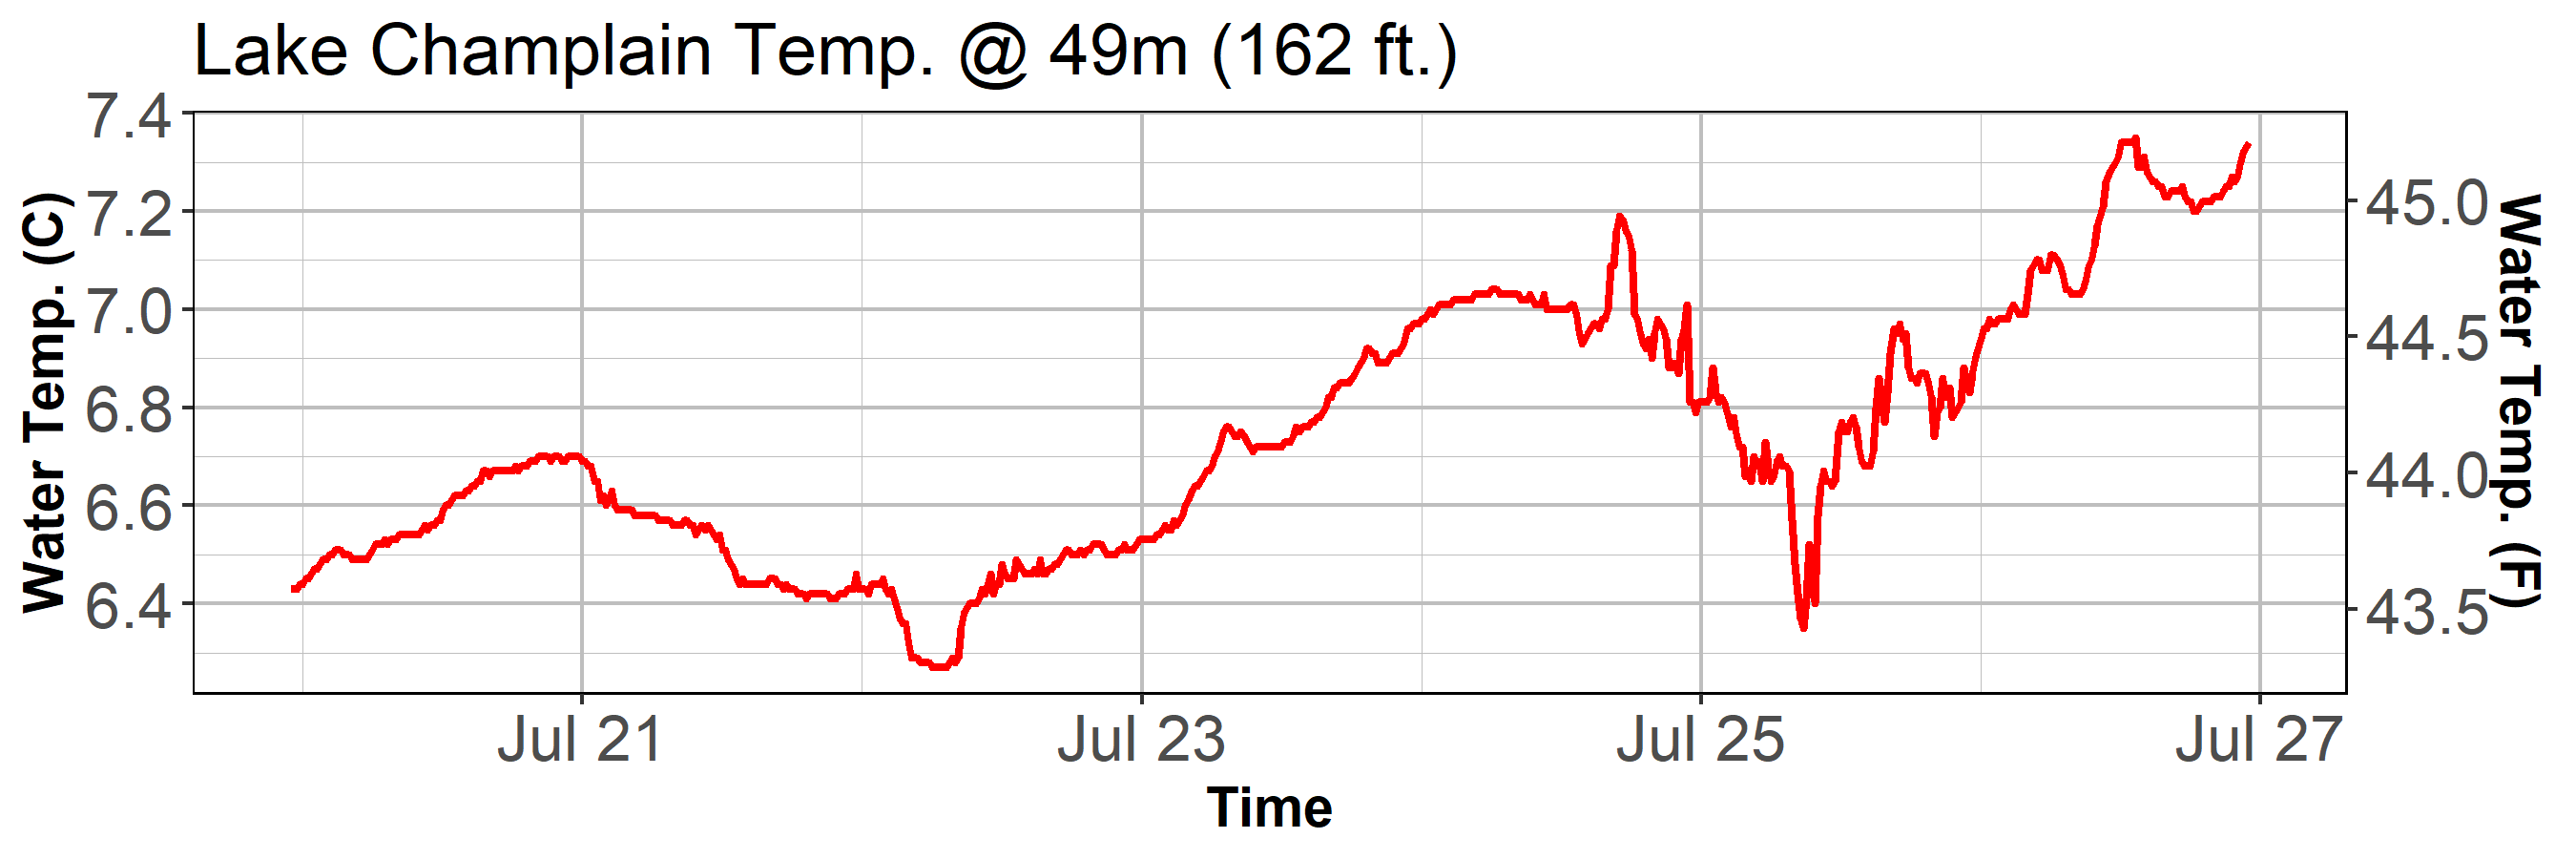 Lake Champlain Temp. @ 49m (162 ft.)
7.4
7.2
7.0
6.8
6.6
6.4
Water Temp. (C)
45.0
44.5
44.0
43.5
Water Temp. (F)
Jul 21
Jul 23
Jul 25
Jul 27
Time